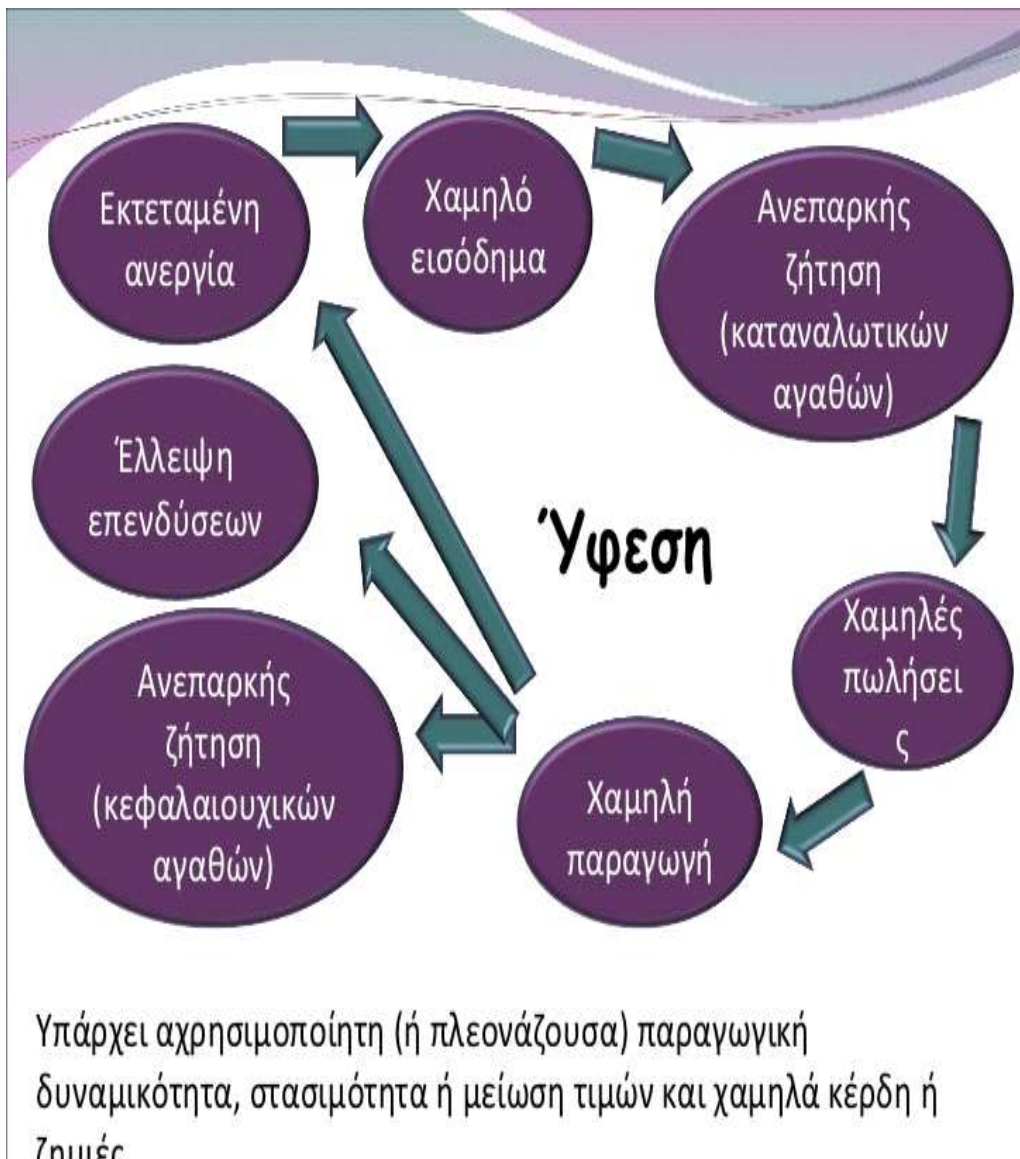 Εκτεταμένη
ανεργία
Χαμηλό
εισόδημα
Ανεπαρκής
ζήτηση
(καταναλωτικών
αγαθών)
Έλλειψη
επενδύσεων
Ύφεση
Χαμηλές
πωλήσει
ς
Ανεπαρκής
ζήτηση
(κεφαλαιουχικών
αγαθών)
Χαμηλή
παραγωγή
Υπάρχει αχρησιμοποίητη (ή πλεονάζουσα) παραγωγική
δυναμικότητα, στασιμότητα ή μείωση τιμών και χαμηλά κέρδη ή
ζημιές